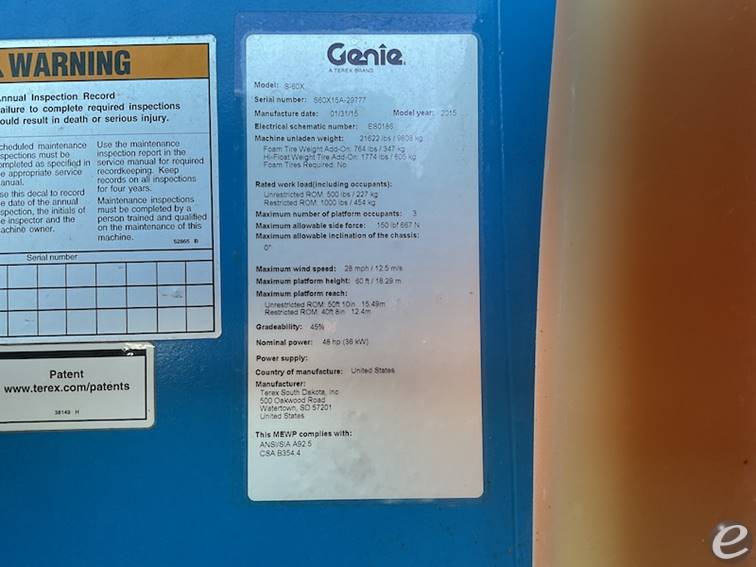 WARNING
nnual Inspection Record
ailure to complete required inspections
ould result in death or serious injury.
cheduled maintenance
spections must be
ompleted as specified in
e appropriate service
anual.
se this decal to record
e date of the annual
spection, the initials of
e inspector and the
achine owner.
Use the maintenance
inspection report in the
service manual for required
recordkeeping. Keep
records on all inspections
for four years.
Maintenance inspections
must be completed by a
person trained and qualified
on the maintenance of this
machine.
52865 B
Serial number
Patent
www.terex.com/patents
38149 H
Genie
A TEREX BRAND
Model: S-60X
Serial number: S60X15A-29777
Manufacture date: 01/31/15 Model year: 2015
Electrical schematic number: ES0186
Machine unladen weight: 21622 lbs / 9808 kg
Foam Tire Weight Add-On: 764 lbs / 347 kg
Hi-Float Weight Tire Add-On: 1774 lbs / 805 kg
Foam Tires Required: No
Rated work load(including occupants):
Unrestricted ROM: 500 lbs / 227 kg
Restricted ROM: 1000 lbs / 454 kg
Maximum number of platform occupants: 3
Maximum allowable side force: 150 lbf 667 N
Maximum allowable inclination of the chassis:
0°
Maximum wind speed: 28 mph / 12.5 m/s
Maximum platform height: 60 ft / 18.29 m
Maximum platform reach:
Unrestricted ROM: 50ft 10in 15.49m
Restricted ROM: 40ft 8in 12.4m
Gradeability: 45%
Nominal power: 48 hp (36 kW)
Power supply:
Country of manufacture: United States
Manufacturer:
Terex South Dakota, Inc
500 Oakwood Road
Watertown, SD 57201
United States
This MEWP complies with:
ANSI/SIA A92.5
CSA B354.4
e